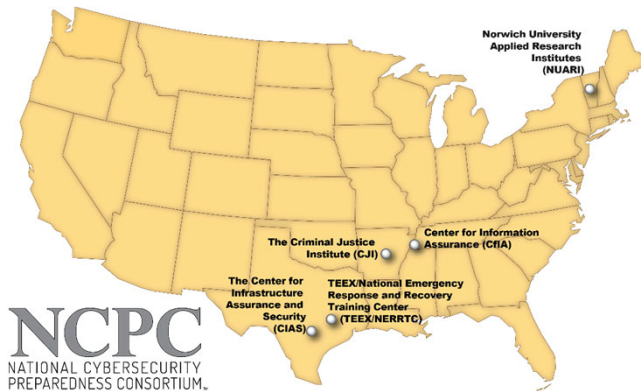 Norwich University
Applied Research
Institutes
(NUARI)
The Criminal Justice
Institute (CJI)
Center for Information
Assurance (CfIA)
The Center for
Infrastructure
Assurance and
Security
(CIAS)
TEEX/National Emergency
Response and Recovery
Training Center
(TEEX/NERRTC)
NCPC
NATIONAL CYBERSECURITY
PREPAREDNESS CONSORTIUM